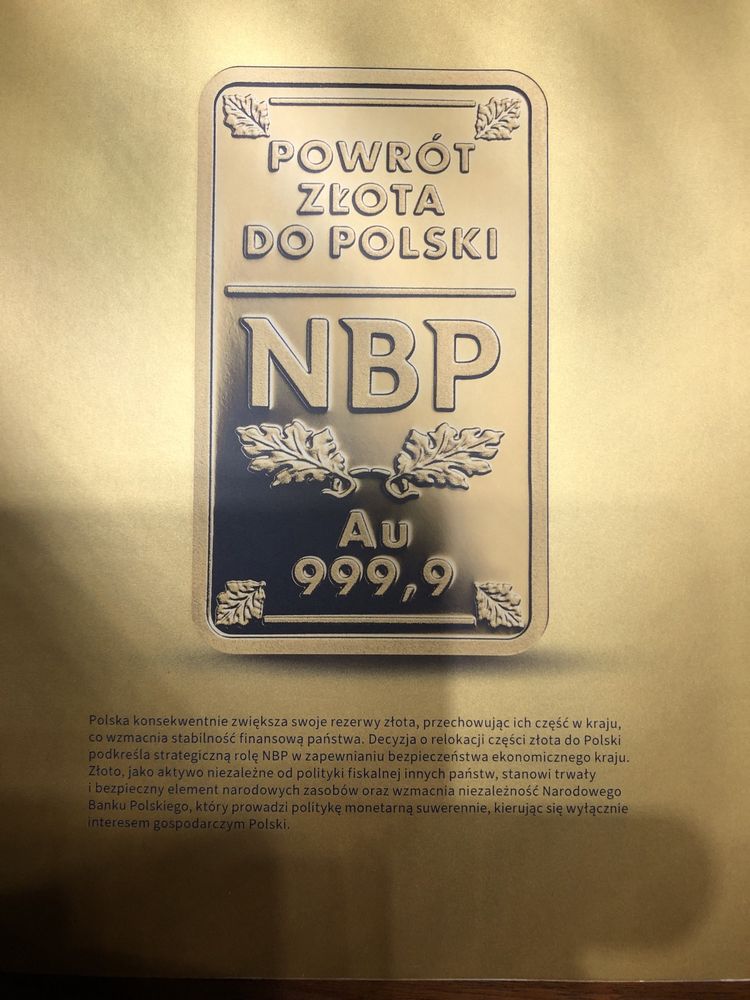 POWRÓT
ZŁOTA
DO POLSKI
NBP
Au
999,9
Polska konsekwentnie zwiększa swoje rezerwy złota, przechowując ich część w kraju,
co wzmacnia stabilność finansową państwa. Decyzja o relokacji części złota do Polski
podkreśla strategiczną rolę NBP w zapewnianiu bezpieczeństwa ekonomicznego kraju.
Złoto, jako aktywo niezależne od polityki fiskalnej innych państw, stanowi trwały
i bezpieczny element narodowych zasobów oraz wzmacnia niezależność Narodowego
Banku Polskiego, który prowadzi politykę monetarną suwerennie, kierując się wyłącznie
interesem gospodarczym Polski.